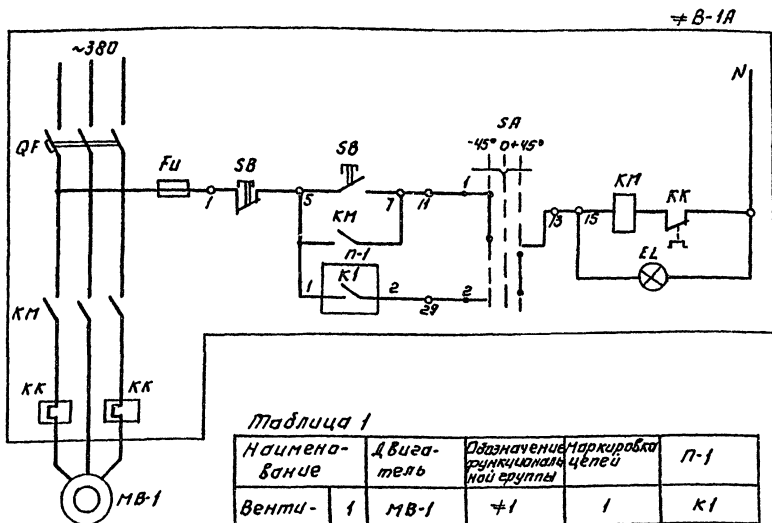 ≠B-1A
~380
N
SA
-45° 0 +45°
QF
Fu
SB
SB
1
5
7
11
1
KM
KM
KK
13
15
П-1
K1
1
2
29
2
EL
KM
KK
KK
MB-1
Таблица 1
Наимено-вание
Двига-тель
Обозначение функциональ ной группы
Маркировка цепей
П-1
Венти-
1
MB-1
≠1
1
K1